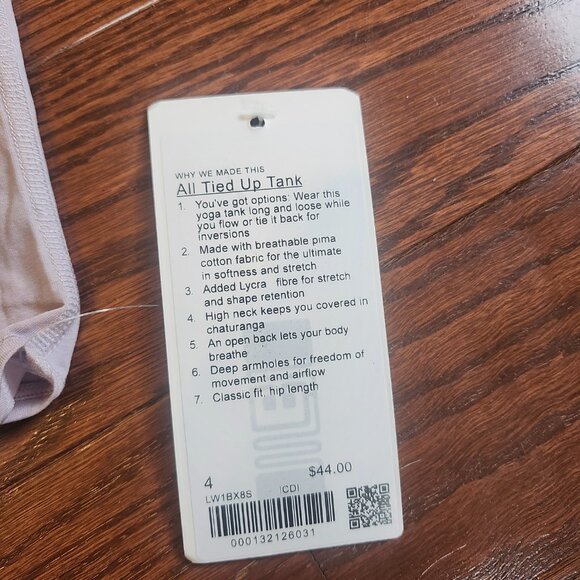 WHY WE MADE THIS
All Tied Up Tank
1. You've got options: Wear this
yoga tank long and loose while
you flow or tie it back for
inversions
2. Made with breathable pima
cotton fabric for the ultimate
in softness and stretch
3. Added Lycra fibre for stretch
and shape retention
4. High neck keeps you covered in
chaturanga
5. An open back lets your body
breathe
6. Deep armholes for freedom of
movement and airflow
7. Classic fit, hip length
4 $44.00
LW1BX8S ICDI
000132126031